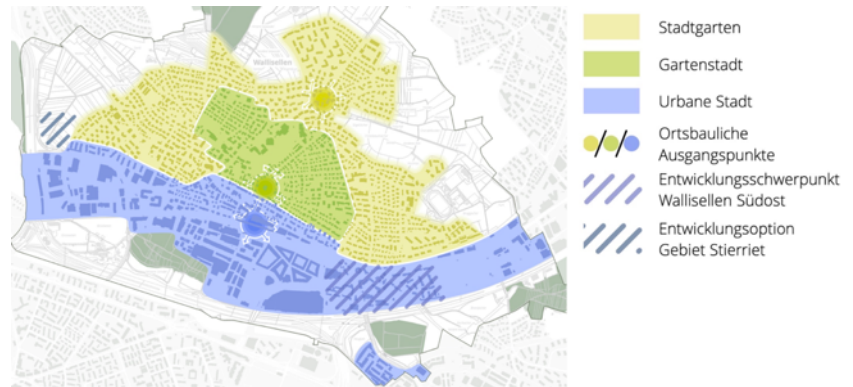 Wallisellen
Stadtgarten
Gartenstadt
Urbane Stadt
Ortsbauliche
Ausgangspunkte
Entwicklungsschwerpunkt
Wallisellen Südost
Entwicklungsoption
Gebiet Stierriet